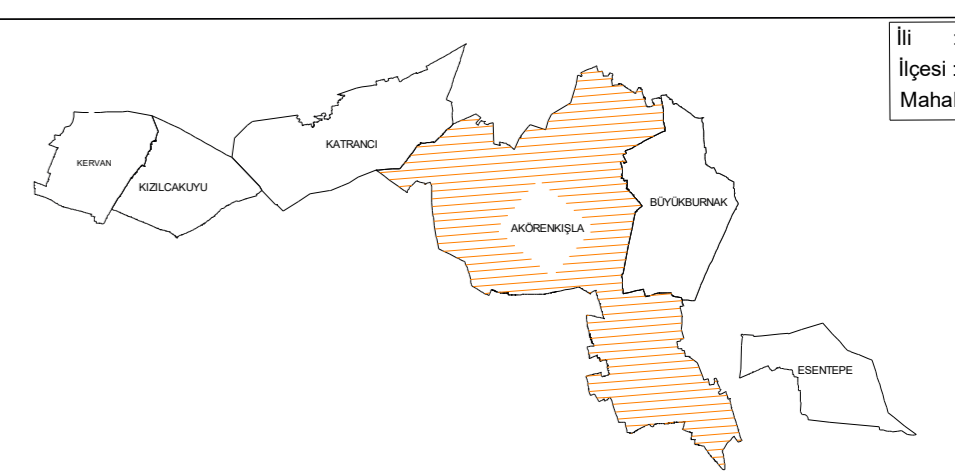 İli :
İlçesi :
Mahal
KATRANCI
KERVAN
KIZILCAKUYU
BÜYÜKBURNAK
AKÖRENKIŞLA
ESENTEPE